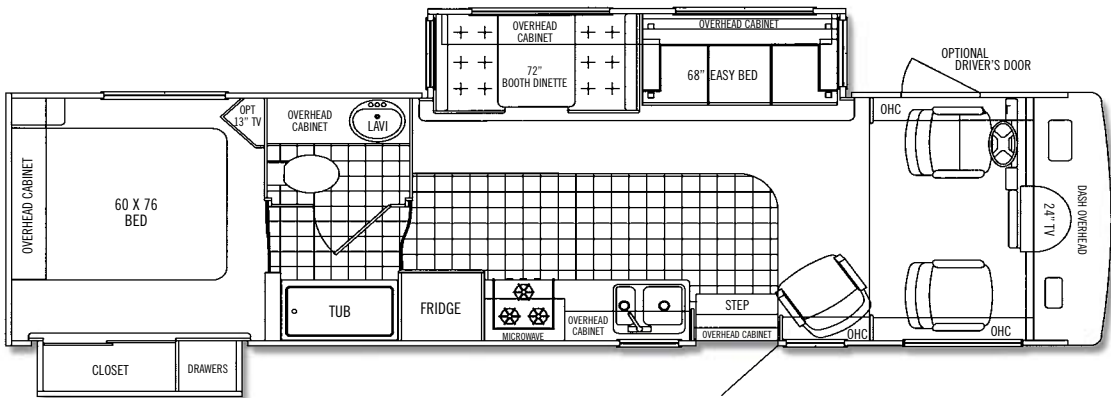 OVERHEAD
CABINET
72"
BOOTH DINETTE
OVERHEAD CABINET
68" EASY BED
OPTIONAL
DRIVER'S DOOR
OPT
13" TV
OVERHEAD
CABINET
LAVI
OHC
OVERHEAD CABINET
60 X 76
BED
24" TV
DASH OVERHEAD
TUB
FRIDGE
MICROWAVE
OVERHEAD
CABINET
STEP
OVERHEAD CABINET
OHC
OHC
CLOSET
DRAWERS